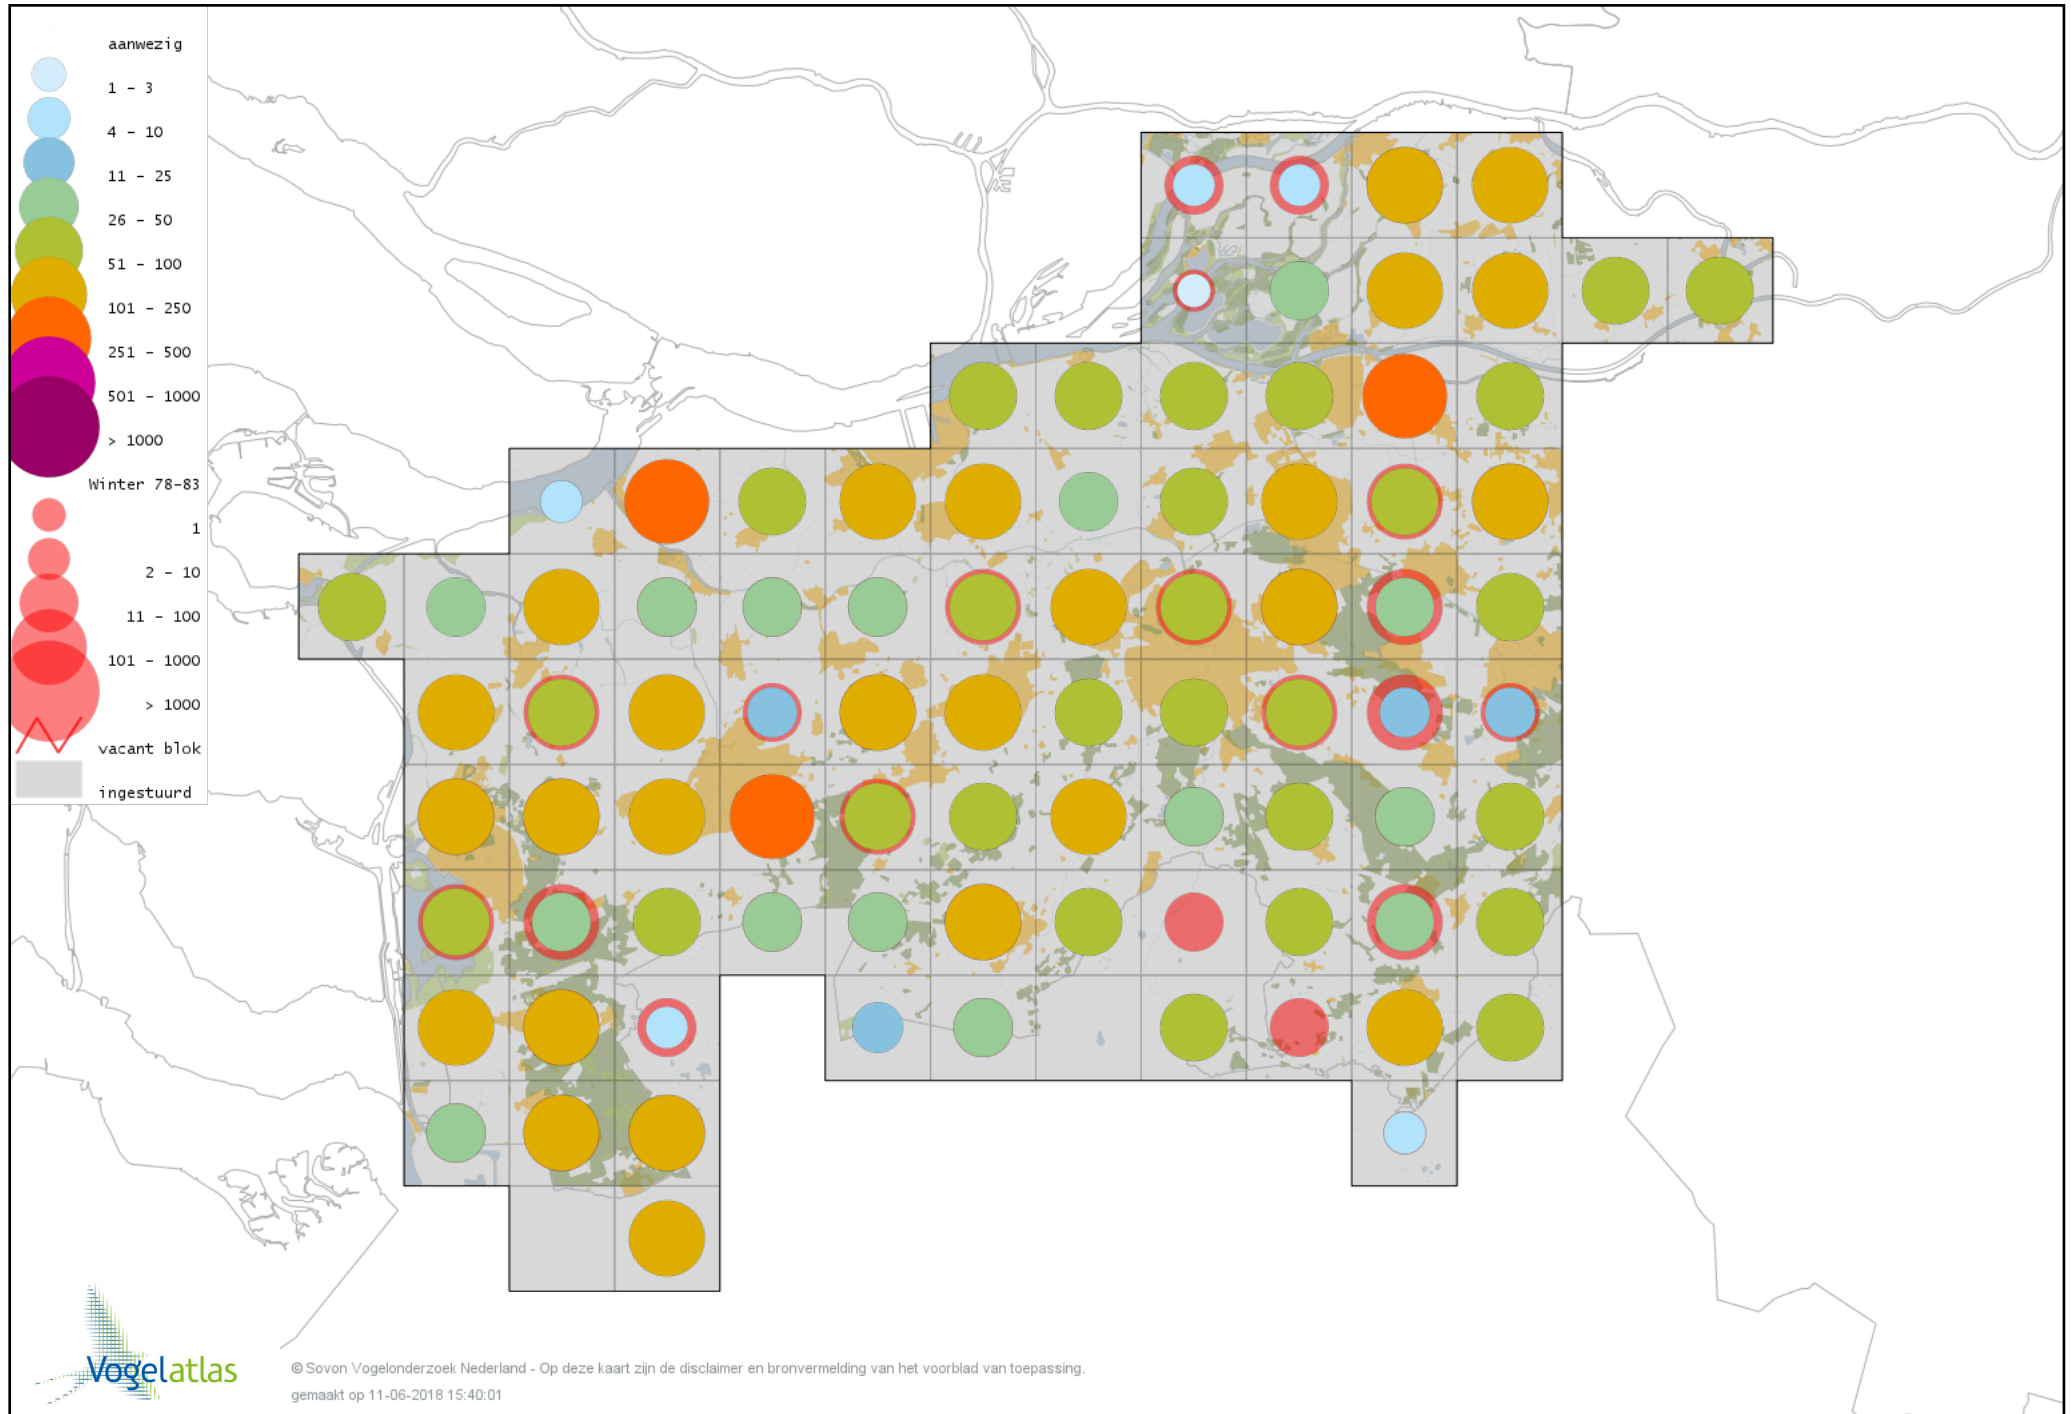 aanwezig
1 – 3
4 – 10
11 – 25
26 – 50
51 – 100
101 – 250
251 – 500
501 – 1000
> 1000
Winter 78-83
1
2 – 10
11 – 100
101 – 1000
> 1000
vacant blok
ingestuurd
Vogelatlas
© Sovon Vogelonderzoek Nederland - Op deze kaart zijn de disclaimer en bronvermelding van het voorblad van toepassing.
gemaakt op 11-06-2018 15:40:01